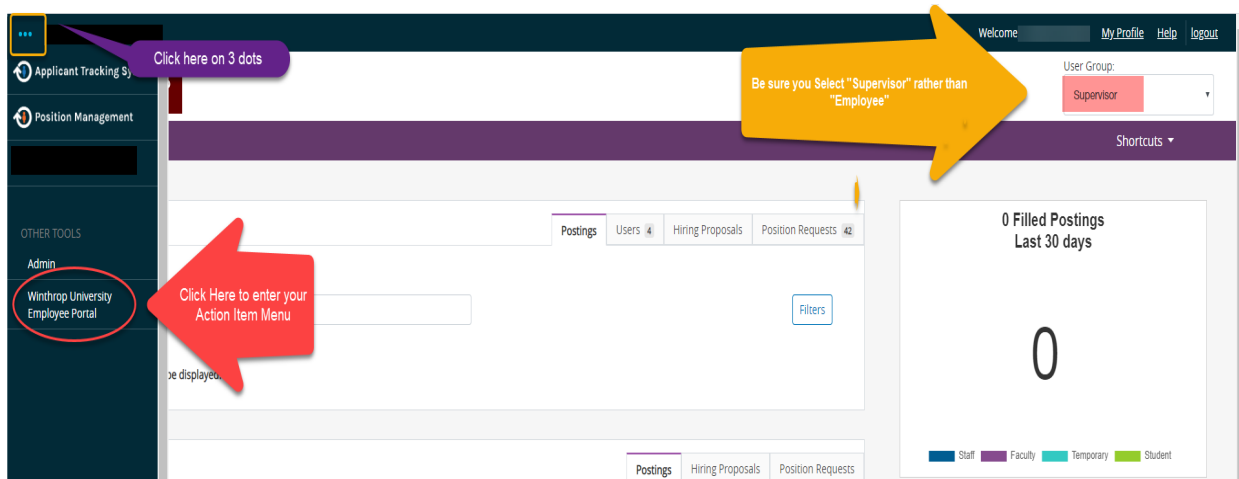 •••
Click here on 3 dots
Welcome
My Profile Help logout
Applicant Tracking Sy
User Group:
Supervisor
Be sure you Select "Supervisor" rather than
"Employee"
Position Management
Shortcuts
Postings Users 4 Hiring Proposals Position Requests 42
0 Filled Postings
Last 30 days
OTHER TOOLS
Admin
Winthrop University
Employee Portal
Click Here to enter your
Action Item Menu
Filters
0
be displayed.
Staff Faculty Temporary Student
Postings Hiring Proposals Position Requests